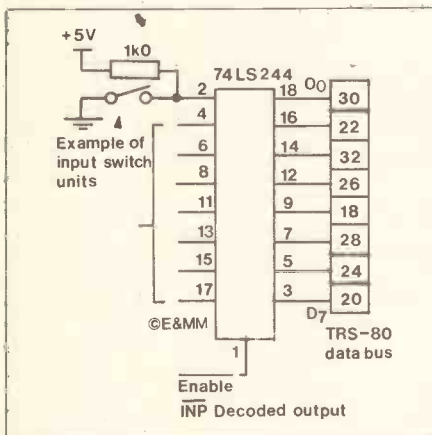 +5V
1k0
74LS244
2
18
O0
30
4
16
22
Example of
input switch
units
6
14
32
8
12
26
11
9
18
13
7
28
15
5
24
17
3
20
D7
©E&MM
TRS-80
data bus
1
Enable
INP Decoded output